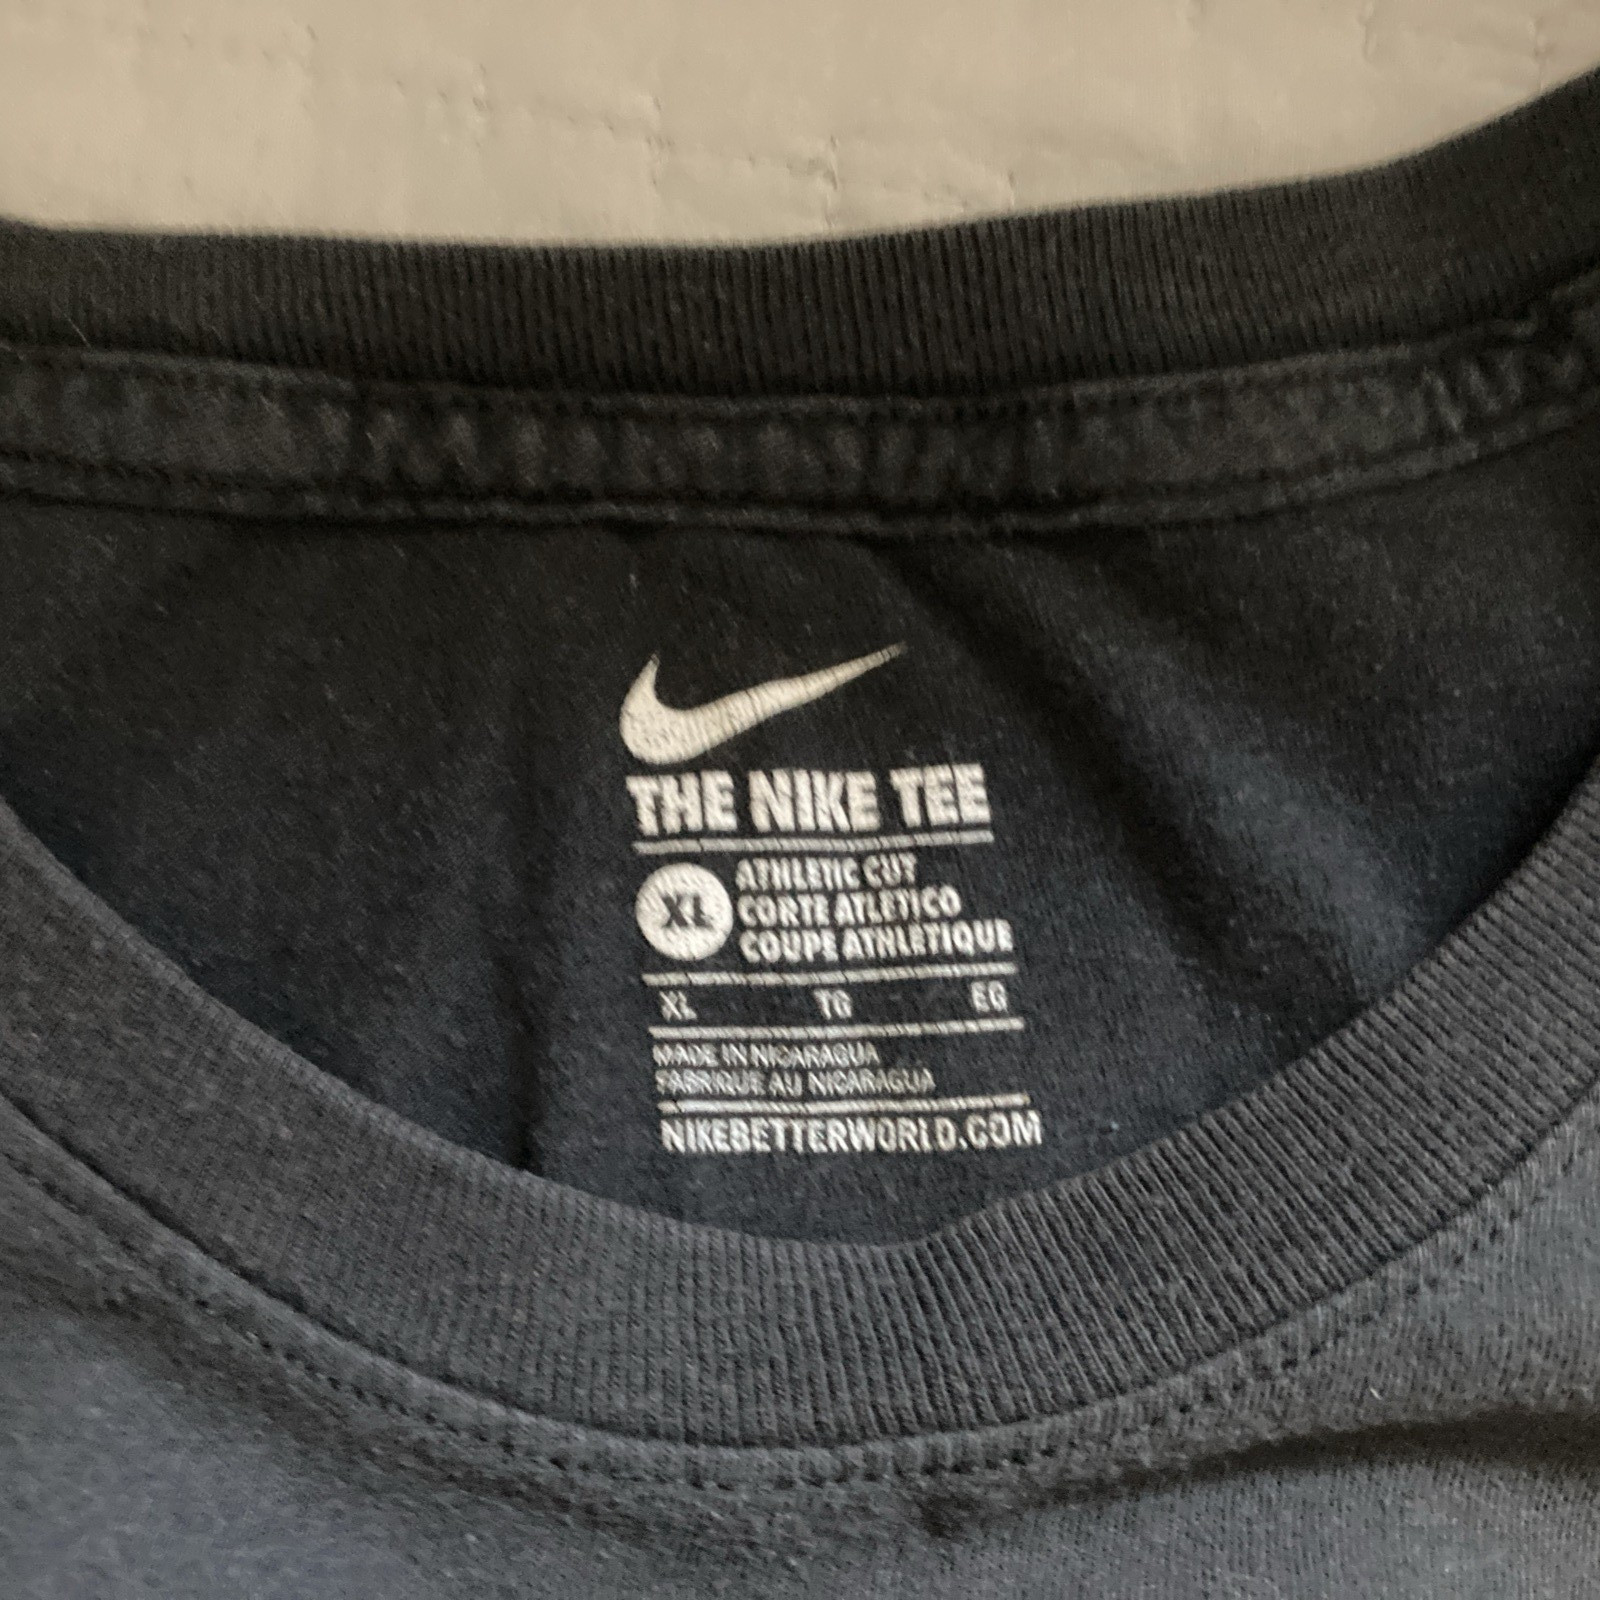 THE NIKE TEE
XL
ATHLETIC CUT
CORTE ATLETICO
COUPE ATHLETIQUE
XL TG EG
MADE IN NICARAGUA
FABRIQUE AU NICARAGUA
NIKEBETTERWORLD.COM